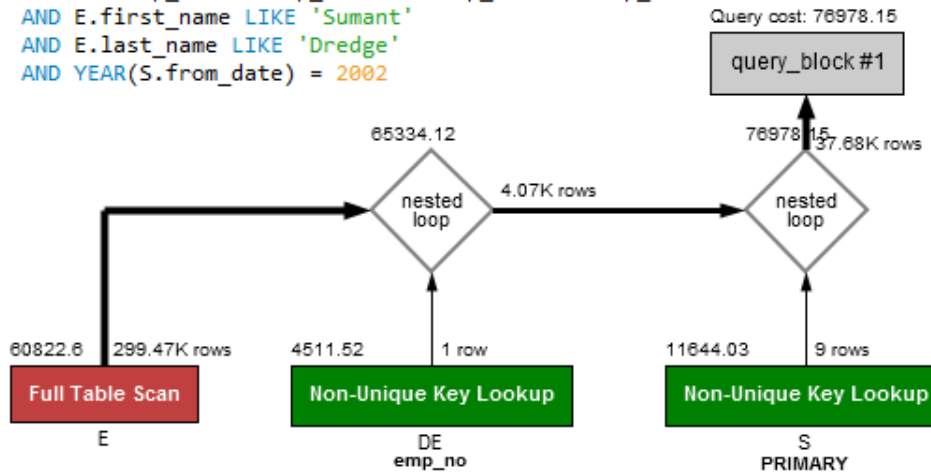 AND E.first_name LIKE 'Sumant'
AND E.last_name LIKE 'Dredge'
AND YEAR(S.from_date) = 2002
Query cost: 76978.15
query_block #1
65334.12
76978.15
37.68K rows
nested
loop
4.07K rows
nested
loop
60822.6
299.47K rows
4511.52
1 row
11644.03
9 rows
Full Table Scan
Non-Unique Key Lookup
Non-Unique Key Lookup
E
DE
S
emp_no
PRIMARY